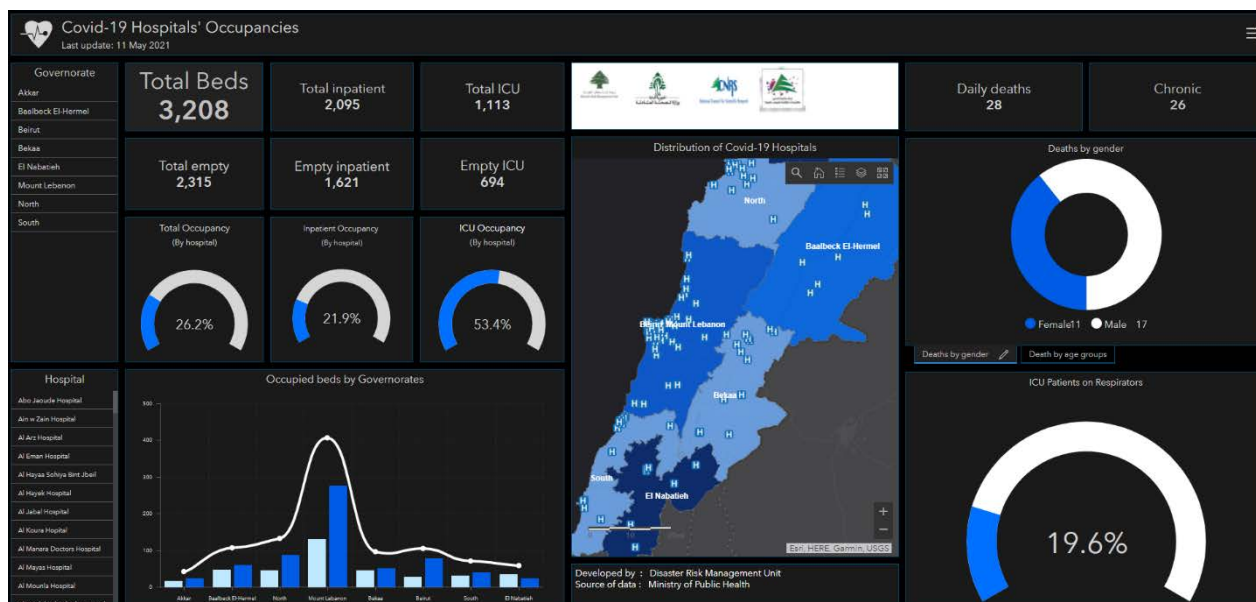 Covid-19 Hospitals' Occupancies
Last update: 11 May 2021
Governorate
Akkar
Baalbeck El-Hermel
Beirut
Bekaa
El Nabatieh
Mount Lebanon
North
South
Total Beds
3,208
Total inpatient
2,095
Total ICU
1,113
Total empty
2,315
Empty inpatient
1,621
Empty ICU
694
Total Occupancy
(By hospital)
26.2%
Inpatient Occupancy
(By hospital)
21.9%
ICU Occupancy
(By hospital)
53.4%
CNRS
Distribution of Covid-19 Hospitals
North
Baalbeck El-Hermel
Beirut Mount Lebanon
Bekaa
South
El Nabatieh
Esri, HERE, Garmin, USGS
Developed by : Disaster Risk Management Unit
Source of data : Ministry of Public Health
Daily deaths
28
Chronic
26
Deaths by gender
Female11 Male 17
Deaths by gender
Death by age groups
ICU Patients on Respirators
19.6%
Hospital
Abo Jaoude Hospital
Ain w Zain Hospital
Al Arz Hospital
Al Eman Hospital
Al Hayaa Sohiya Bint Jbeil
Al Hayek Hospital
Al Jabal Hospital
Al Koura Hopital
Al Manara Doctors Hospital
Al Mayas Hospital
Al Mounla Hospital
Occupied beds by Governorates
500
400
300
200
100
0
Akkar Baalbeck El-Hermel North Mount Lebanon Bekaa Beirut South El Nabatieh